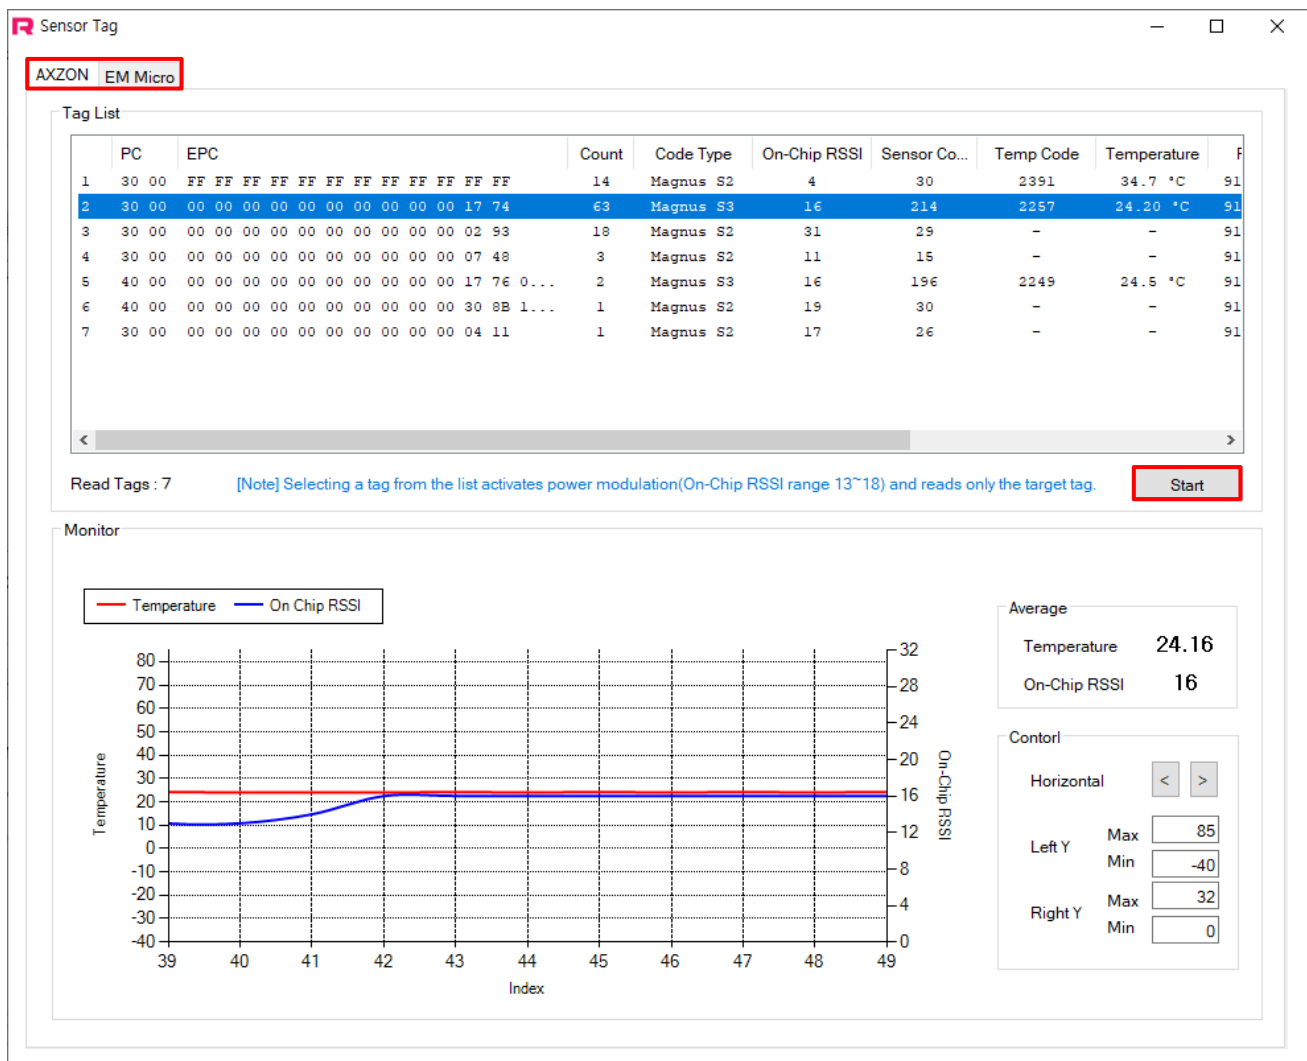 Sensor Tag
AXZON EM Micro
Tag List
PC EPC Count Code Type On-Chip RSSI Sensor Co... Temp Code Temperature
1 30 00 FF FF FF FF FF FF FF FF FF FF FF FF 14 Magnus S2 4 30 2391 34.7 °C 91
2 30 00 00 00 00 00 00 00 00 00 00 00 17 74 63 Magnus S3 16 214 2257 24.20 °C 91
3 30 00 00 00 00 00 00 00 00 00 00 00 02 93 18 Magnus S2 31 29 - - 91
4 30 00 00 00 00 00 00 00 00 00 00 00 07 48 3 Magnus S2 11 15 - - 91
5 40 00 00 00 00 00 00 00 00 00 00 00 17 76 0... 2 Magnus S3 16 196 2249 24.5 °C 91
6 40 00 00 00 00 00 00 00 00 00 00 00 30 8B 1... 1 Magnus S2 19 30 - - 91
7 30 00 00 00 00 00 00 00 00 00 00 00 04 11 1 Magnus S2 17 26 - - 91
Read Tags : 7 [Note] Selecting a tag from the list activates power modulation(On-Chip RSSI range 13~18) and reads only the target tag. Start
Monitor
Temperature On Chip RSSI
80
70
60
50
40
30
20
10
0
-10
-20
-30
-40
Temperature
32
28
24
20
16
12
8
4
0
On-Chip RSSI
39 40 41 42 43 44 45 46 47 48 49
Index
Average
Temperature 24.16
On-Chip RSSI 16
Contorl
Horizontal < >
Left Y Max 85
Min -40
Right Y Max 32
Min 0